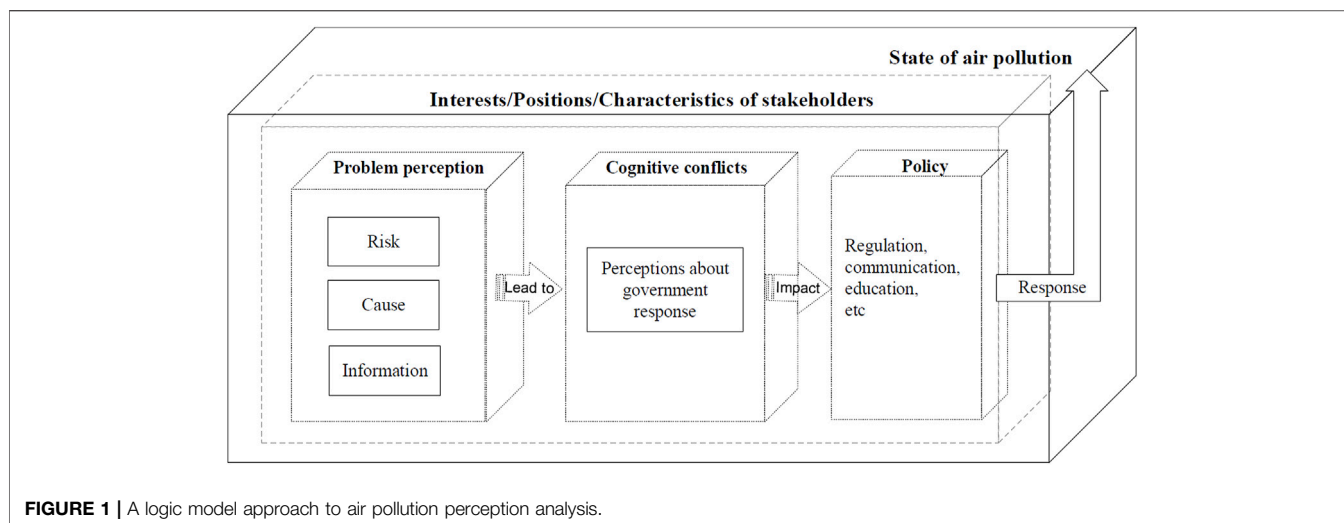 State of air pollution
Interests/Positions/Characteristics of stakeholders
Problem perception
Risk
Cause
Information
Lead to
Cognitive conflicts
Perceptions about
government
response
Impact
Policy
Regulation,
communication,
education,
etc
Response
FIGURE 1 | A logic model approach to air pollution perception analysis.